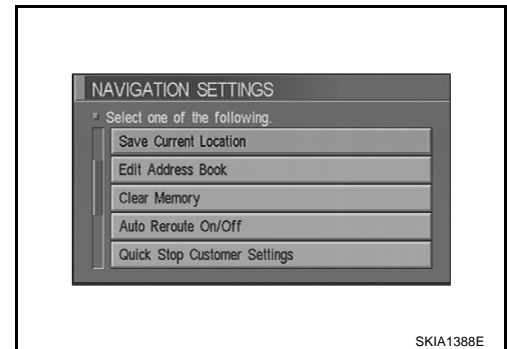 NAVIGATION SETTINGS
Select one of the following.
Save Current Location
Edit Address Book
Clear Memory
Auto Reroute On/Off
Quick Stop Customer Settings
SKIA1388E